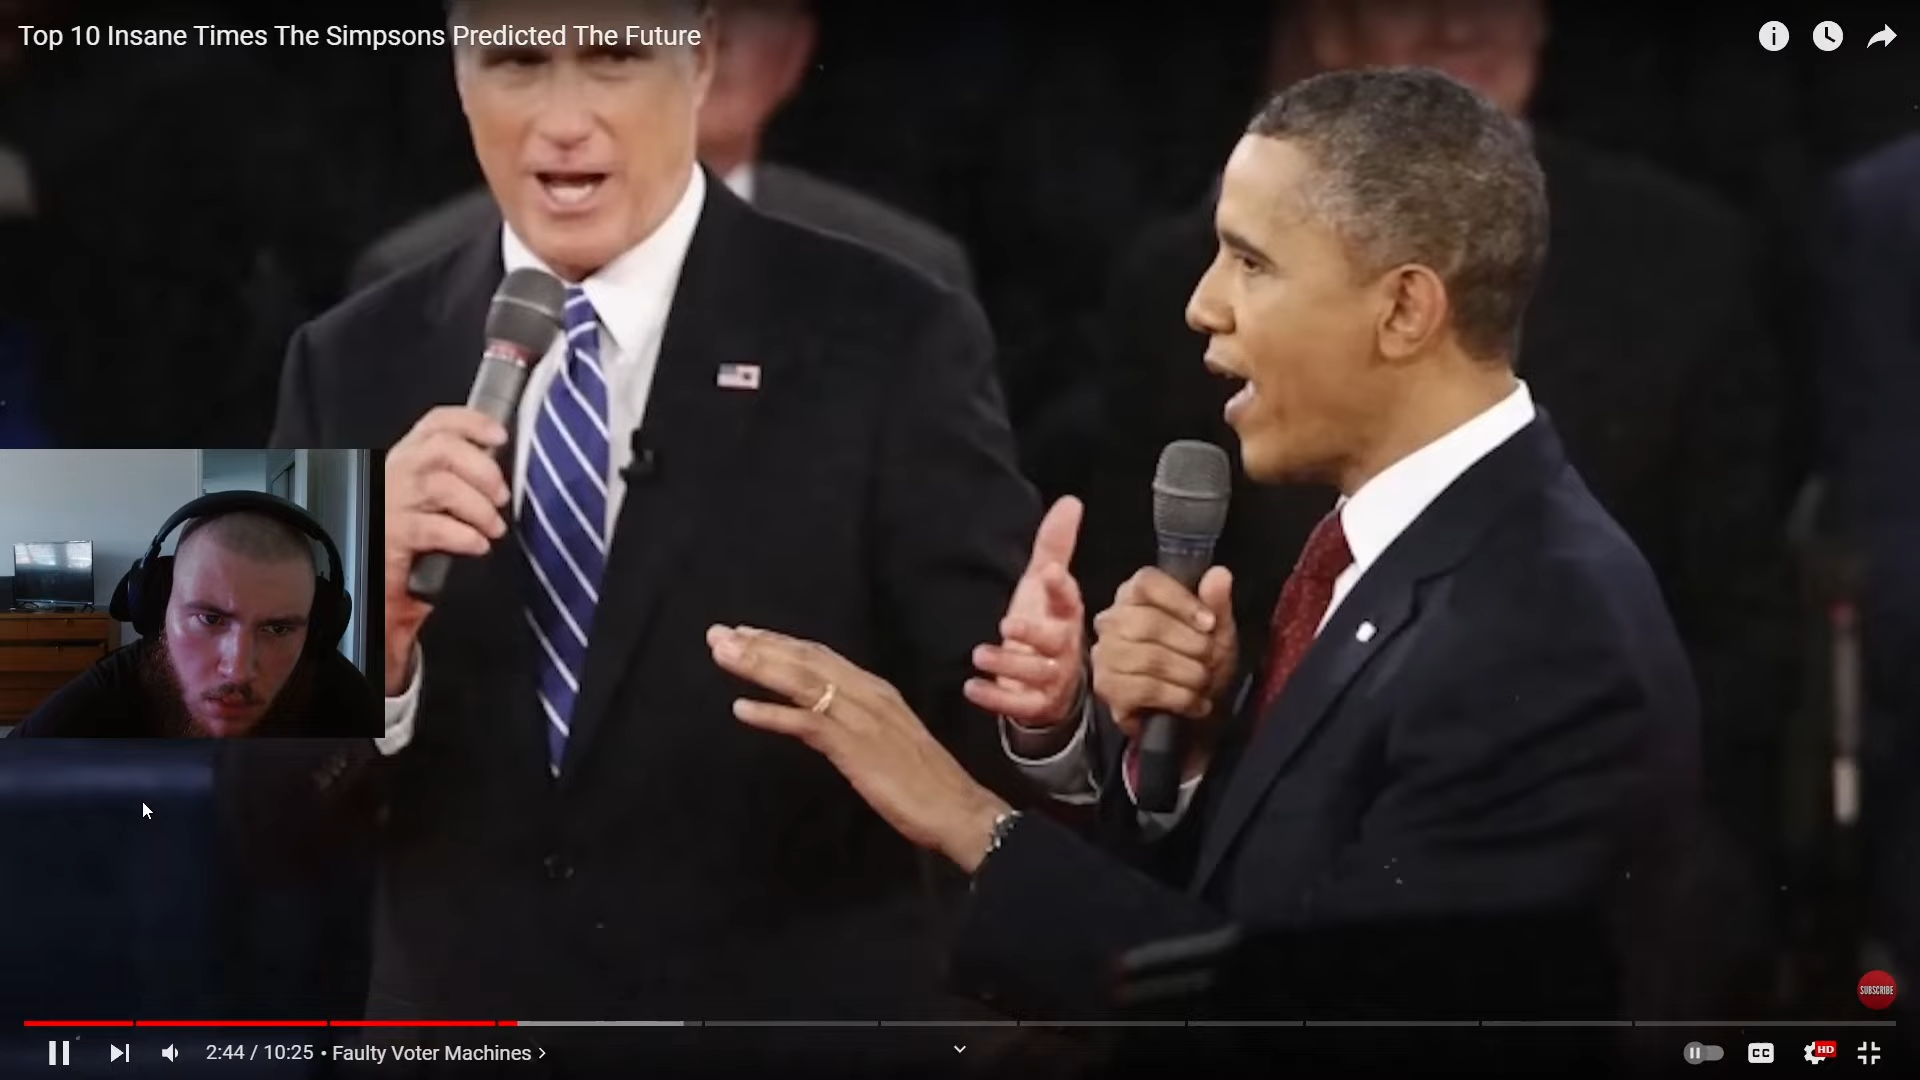 Top 10 Insane Times The Simpsons Predicted The Future
SUBSCRIBE
2:44 / 10:25 • Faulty Voter Machines
CC
HD